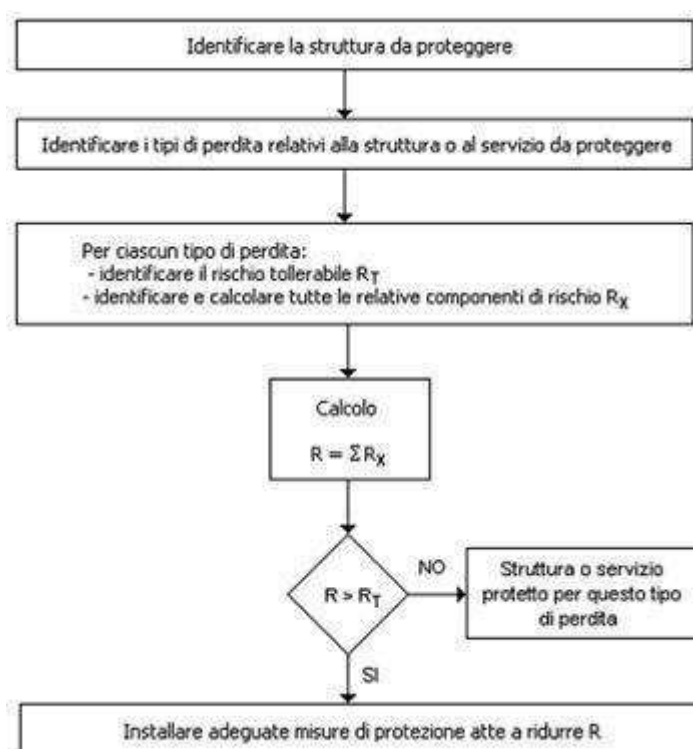 Identificare la struttura da proteggere
Identificare i tipi di perdita relativi alla struttura o al servizio da proteggere
Per ciascun tipo di perdita:
- identificare il rischio tollerabile RT
- identificare e calcolare tutte le relative componenti di rischio RX
Calcolo
R = ΣRX
R > RT
NO
Struttura o servizio
protetto per questo tipo
di perdita
SI
Installare adeguate misure di protezione atte a ridurre R